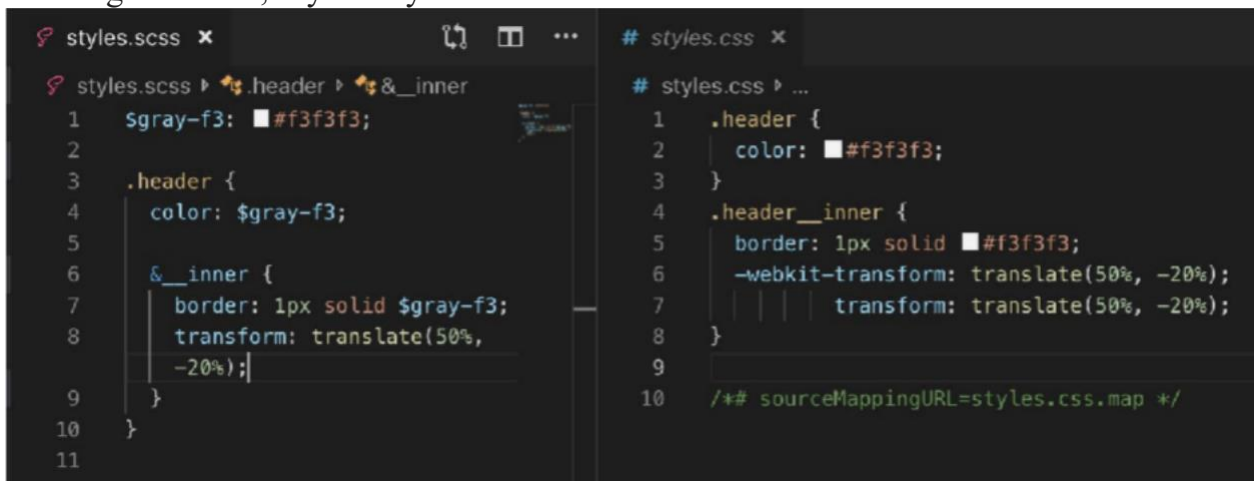 styles.scss ×
styles.scss .header &__inner
1 $gray-f3: #f3f3f3;
2
3 .header {
4 color: $gray-f3;
5
6 &__inner {
7 border: 1px solid $gray-f3;
8 transform: translate(50%,
-20%);
9 }
10 }
11
# styles.css ×
# styles.css ...
1 .header {
2 color: #f3f3f3;
3 }
4 .header__inner {
5 border: 1px solid #f3f3f3;
6 -webkit-transform: translate(50%, -20%);
7 transform: translate(50%, -20%);
8 }
9
10 /*# sourceMappingURL=styles.css.map */